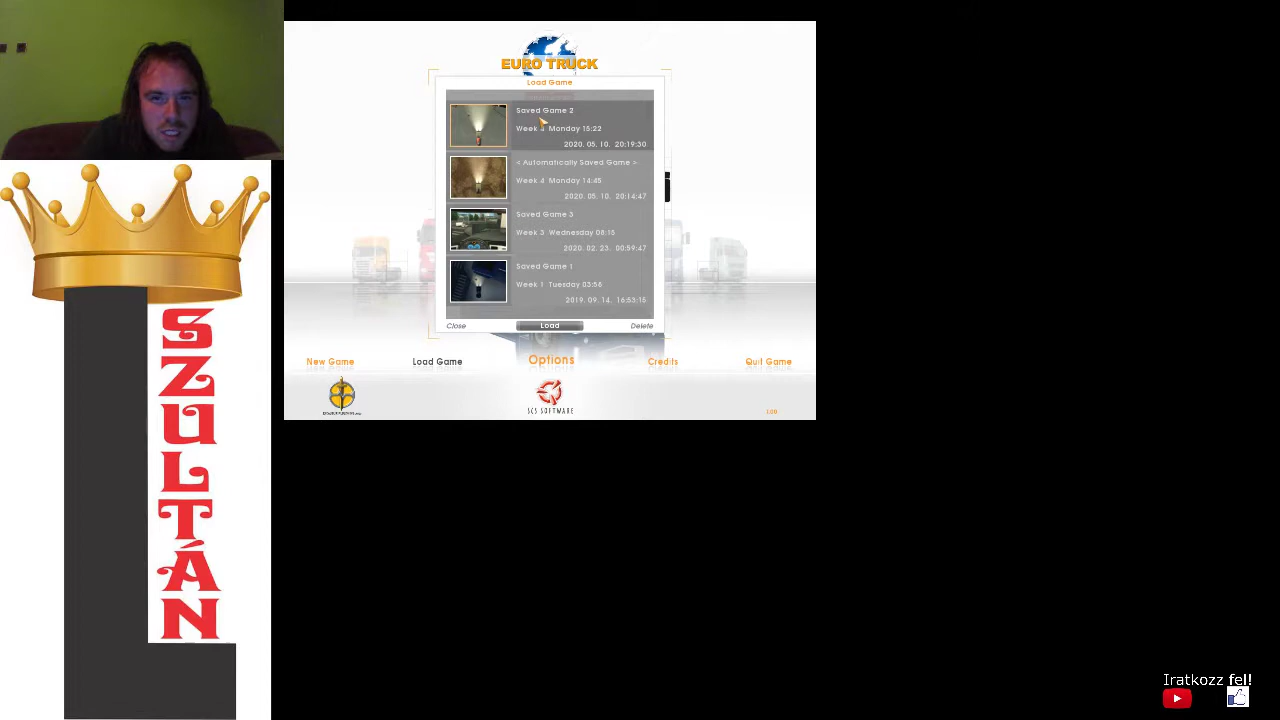 EURO TRUCK
Load Game
Saved Game 2
Week Monday 15:22
2020. 05. 10. 20:19:30
< Automatically Saved Game >
Week 4 Monday 14:45
2020. 05. 10. 20:14:47
Saved Game 3
Week 3 Wednesday 08:15
2020. 02. 23. 00:59:47
Saved Game 1
Week 1 Tuesday 03:58
2019. 09. 14. 16:53:15
Close
Load
Delete
New Game
Load Game
Options
Credits
Quit Game
SCS SOFTWARE
L
SZULTÁN
Iratkozz fel!